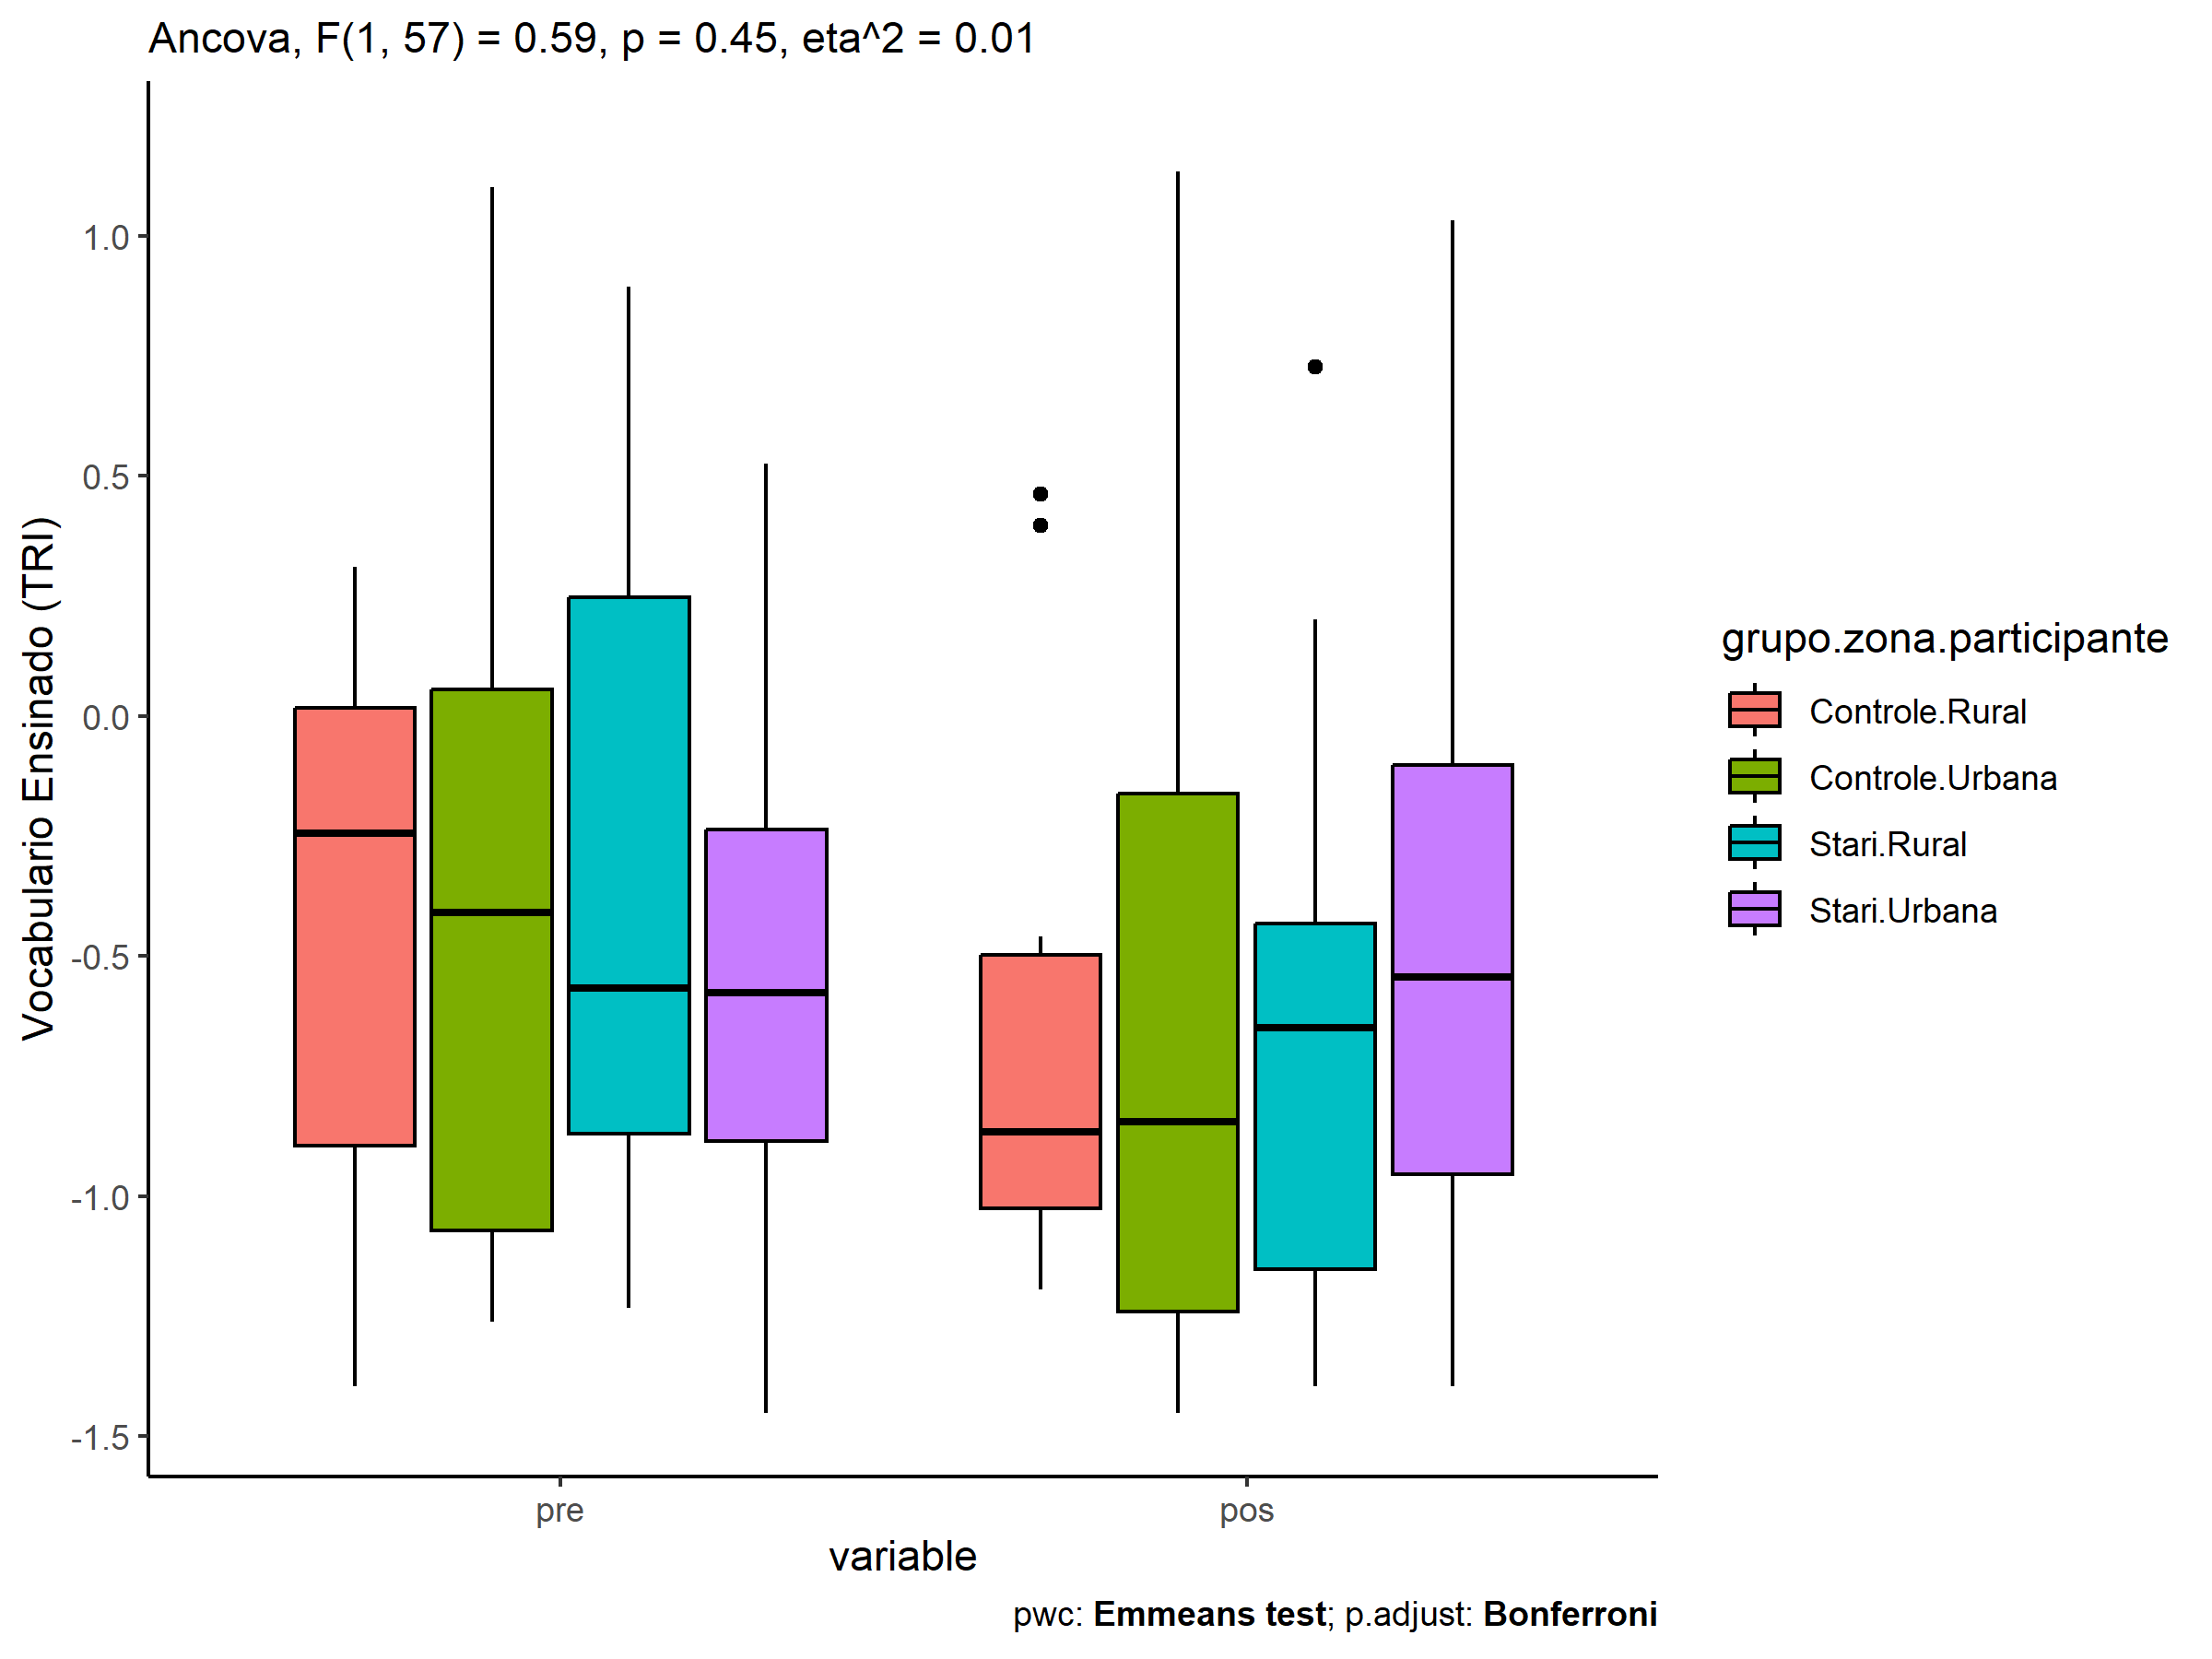 Ancova, F(1, 57) = 0.59, p = 0.45, eta^2 = 0.01
Vocabulario Ensinado (TRI)
1.0
0.5
0.0
-0.5
-1.0
-1.5
pre
pos
variable
grupo.zona.participante
Controle.Rural
Controle.Urbana
Stari.Rural
Stari.Urbana
pwc: Emmeans test; p.adjust: Bonferroni